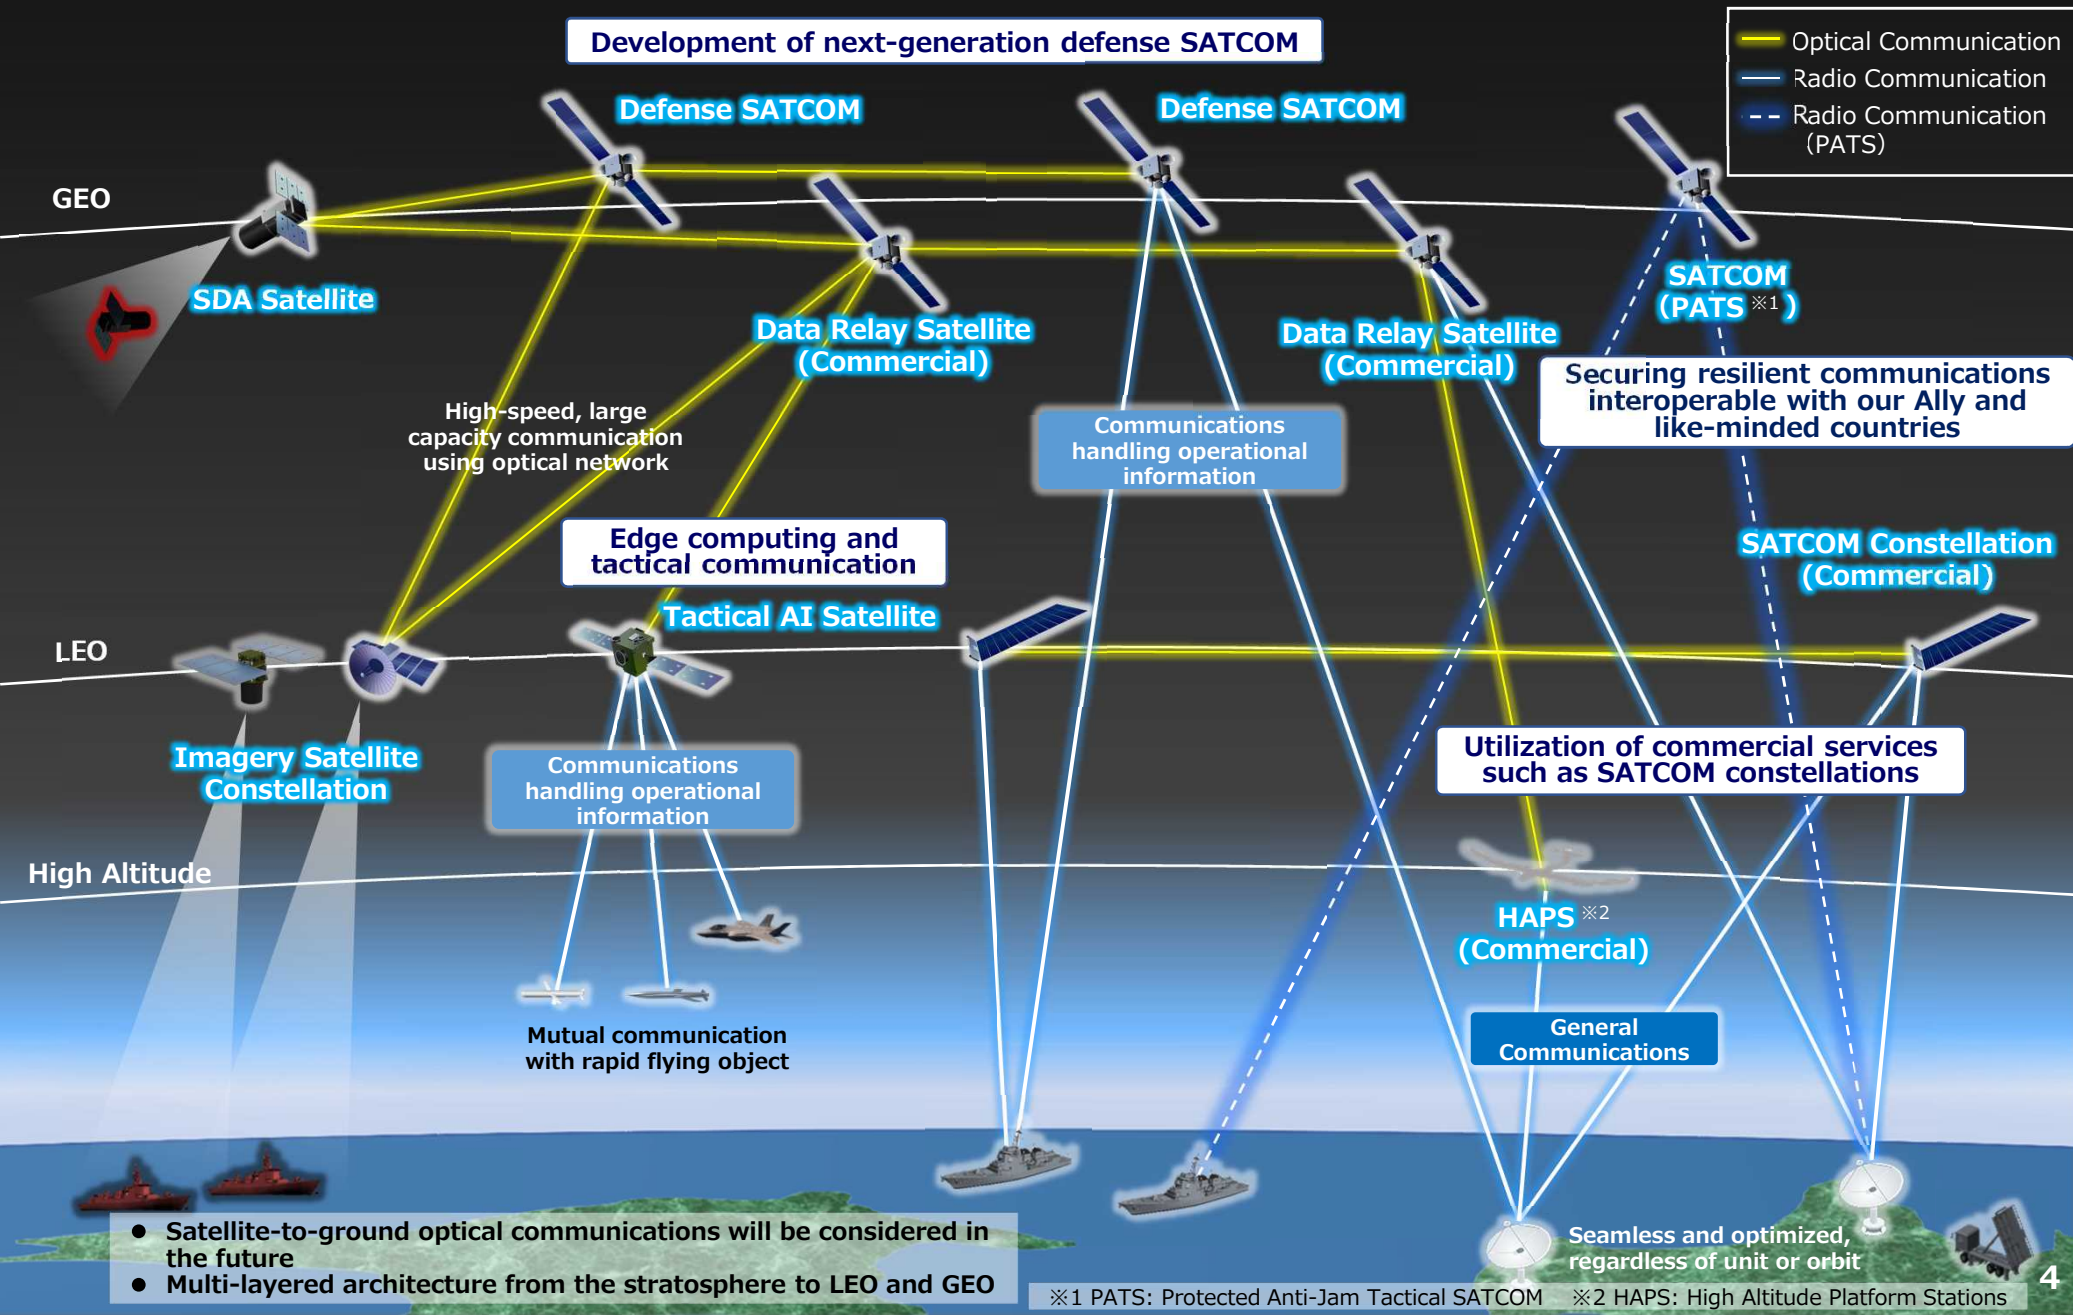 Development of next-generation defense SATCOM
Optical Communication
Radio Communication
Radio Communication
(PATS)
Defense SATCOM
Defense SATCOM
GEO
SDA Satellite
Data Relay Satellite
(Commercial)
Data Relay Satellite
(Commercial)
SATCOM
(PATS ※1 )
Securing resilient communications
interoperable with our Ally and
like-minded countries
High-speed, large
capacity communication
using optical network
Communications
handling operational
information
Edge computing and
tactical communication
SATCOM Constellation
(Commercial)
Tactical AI Satellite
LEO
Imagery Satellite
Constellation
Communications
handling operational
information
Utilization of commercial services
such as SATCOM constellations
High Altitude
HAPS ※2
(Commercial)
Mutual communication
with rapid flying object
General
Communications
● Satellite-to-ground optical communications will be considered in
the future
● Multi-layered architecture from the stratosphere to LEO and GEO
Seamless and optimized,
regardless of unit or orbit
※1 PATS: Protected Anti-Jam Tactical SATCOM ※2 HAPS: High Altitude Platform Stations
4